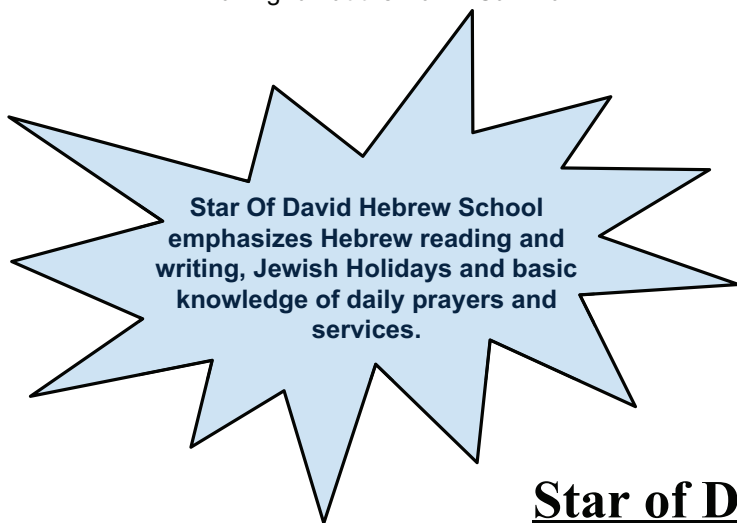 Star Of David Hebrew School
emphasizes Hebrew reading and
writing, Jewish Holidays and basic
knowledge of daily prayers and
services.
Star of D